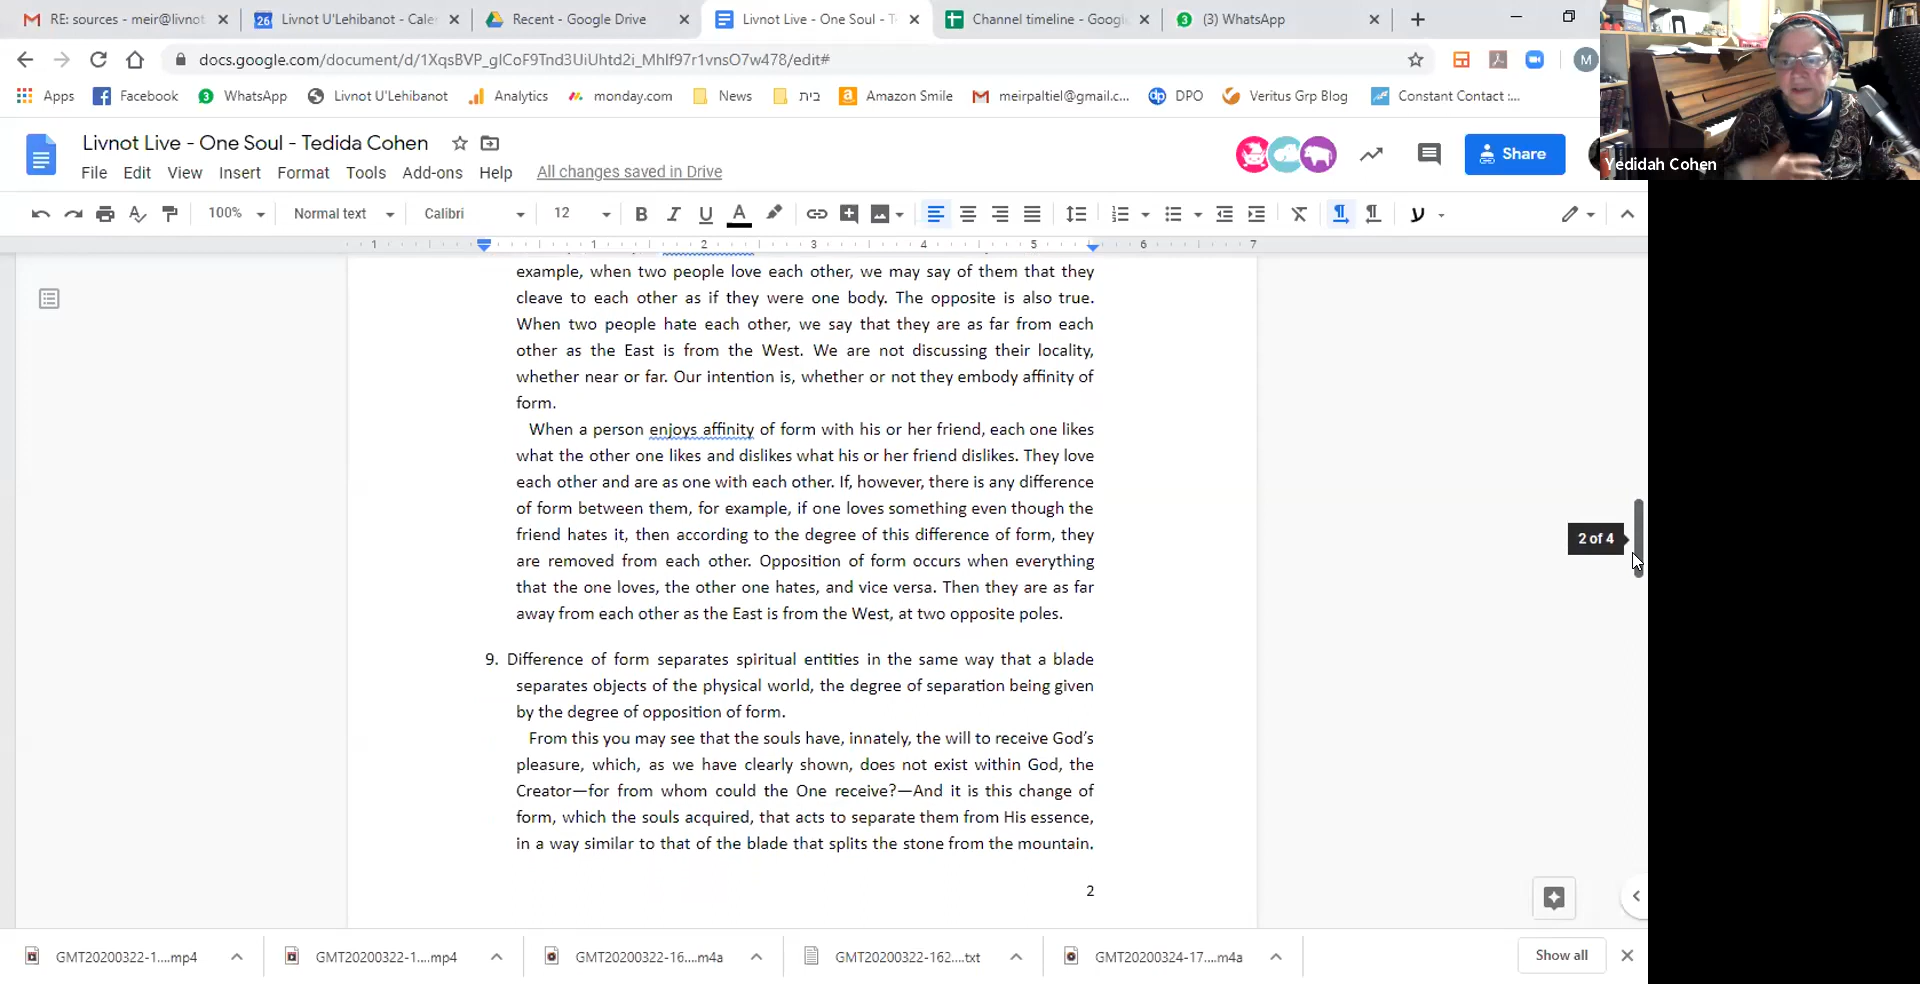 RE: sources - meir@livnot
Livnot U'Lehibanot - Cale
Recent - Google Drive
Livnot Live - One Soul - T
Channel timeline - Google
(3) WhatsApp
docs.google.com/document/d/1XqsBVP_gICoF9Tnd3UiUhtd2i_MhIf97r1vnsO7w478/edit#
M
Apps
Facebook
WhatsApp
Livnot U'Lehibanot
Analytics
monday.com
News
בית
Amazon Smile
meirpaltiel@gmail.c...
DPO
Veritus Grp Blog
Constant Contact :...
Livnot Live - One Soul - Tedida Cohen
Share
Yedidah Cohen
File Edit View Insert Format Tools Add-ons Help All changes saved in Drive
100% Normal text Calibri 12 B I U A
1 1 2 3 4 5 6 7
example, when two people love each other, we may say of them that they
cleave to each other as if they were one body. The opposite is also true.
When two people hate each other, we say that they are as far from each
other as the East is from the West. We are not discussing their locality,
whether near or far. Our intention is, whether or not they embody affinity of
form.
When a person enjoys affinity of form with his or her friend, each one likes
what the other one likes and dislikes what his or her friend dislikes. They love
each other and are as one with each other. If, however, there is any difference
of form between them, for example, if one loves something even though the
friend hates it, then according to the degree of this difference of form, they
are removed from each other. Opposition of form occurs when everything
that the one loves, the other one hates, and vice versa. Then they are as far
away from each other as the East is from the West, at two opposite poles.
2 of 4
9. Difference of form separates spiritual entities in the same way that a blade
separates objects of the physical world, the degree of separation being given
by the degree of opposition of form.
From this you may see that the souls have, innately, the will to receive God’s
pleasure, which, as we have clearly shown, does not exist within God, the
Creator—for from whom could the One receive?—And it is this change of
form, which the souls acquired, that acts to separate them from His essence,
in a way similar to that of the blade that splits the stone from the mountain.
2
GMT20200322-1....mp4
GMT20200322-1....mp4
GMT20200322-16....m4a
GMT20200322-162....txt
GMT20200324-17....m4a
Show all